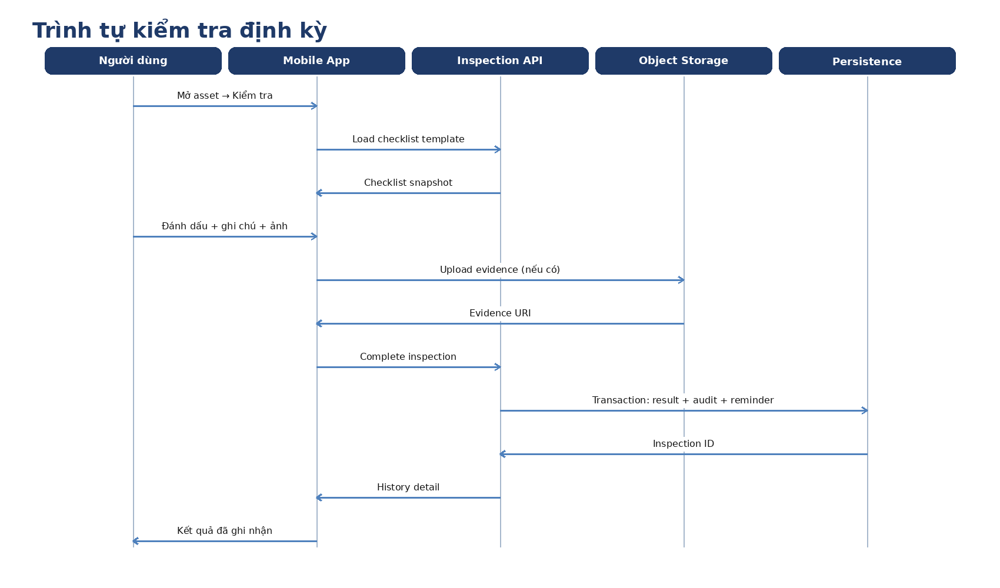 Trình tự kiểm tra định kỳ
Người dùng
Mobile App
Inspection API
Object Storage
Persistence
Mở asset → Kiểm tra
Load checklist template
Checklist snapshot
Đánh dấu + ghi chú + ảnh
Upload evidence (nếu có)
Evidence URI
Complete inspection
Transaction: result + audit + reminder
Inspection ID
History detail
Kết quả đã ghi nhận